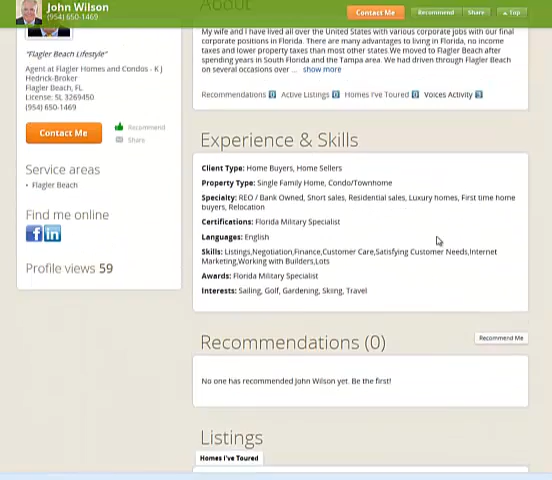 John Wilson
(954) 650-1469
Contact Me
Recommend
Share
Top
About
"Flagler Beach Lifestyle"
Agent at Flagler Homes and Condos - K J
Hedrick-Broker
Flagler Beach, FL
License: SL 3269450
(954) 650-1469
Contact Me
Recommend
Share
Service areas
• Flagler Beach
Find me online
f in
Profile views 59
My wife and I have lived all over the United States with various corporate jobs with our final
corporate positions in Florida. There are many advantages to living in Florida, no income
taxes and lower property taxes than most other states. We moved to Flagler Beach after
spending years in South Florida and the Tampa area. We had driven through Flagler Beach
on several occasions over ... show more
Recommendations 0 Active Listings 0 Homes I've Toured 0 Voices Activity
Experience & Skills
Client Type: Home Buyers, Home Sellers
Property Type: Single Family Home, Condo/Townhome
Specialty: REO / Bank Owned, Short sales, Residential sales, Luxury homes, First time home
buyers, Relocation
Certifications: Florida Military Specialist
Languages: English
Skills: Listings,Negotiation,Finance,Customer Care,Satisfying Customer Needs,Internet
Marketing,Working with Builders,Lots
Awards: Florida Military Specialist
Interests: Sailing, Golf, Gardening, Skiing, Travel
Recommendations (0)
Recommend Me
No one has recommended John Wilson yet. Be the first!
Listings
Homes I've Toured